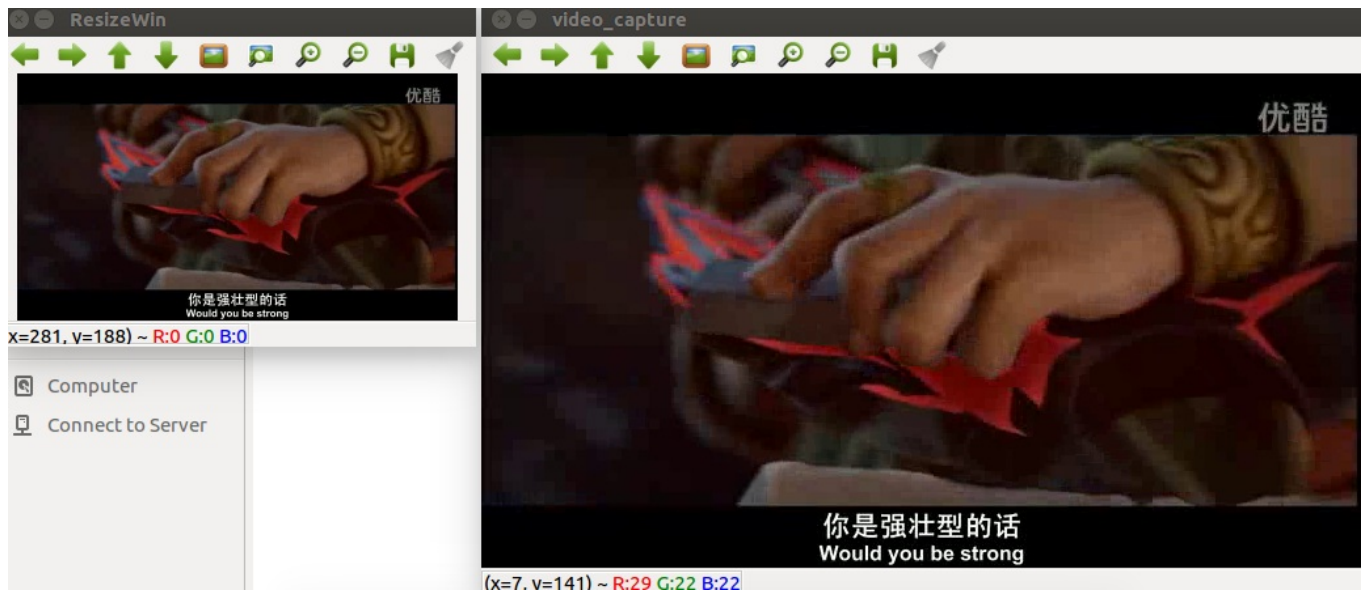 ResizeWin
优酷
你是强壮型的话
Would you be strong
x=281, y=188) ~ R:0 G:0 B:0
Computer
Connect to Server
video_capture
优酷
你是强壮型的话
Would you be strong
(x=7, y=141) ~ R:29 G:22 B:22